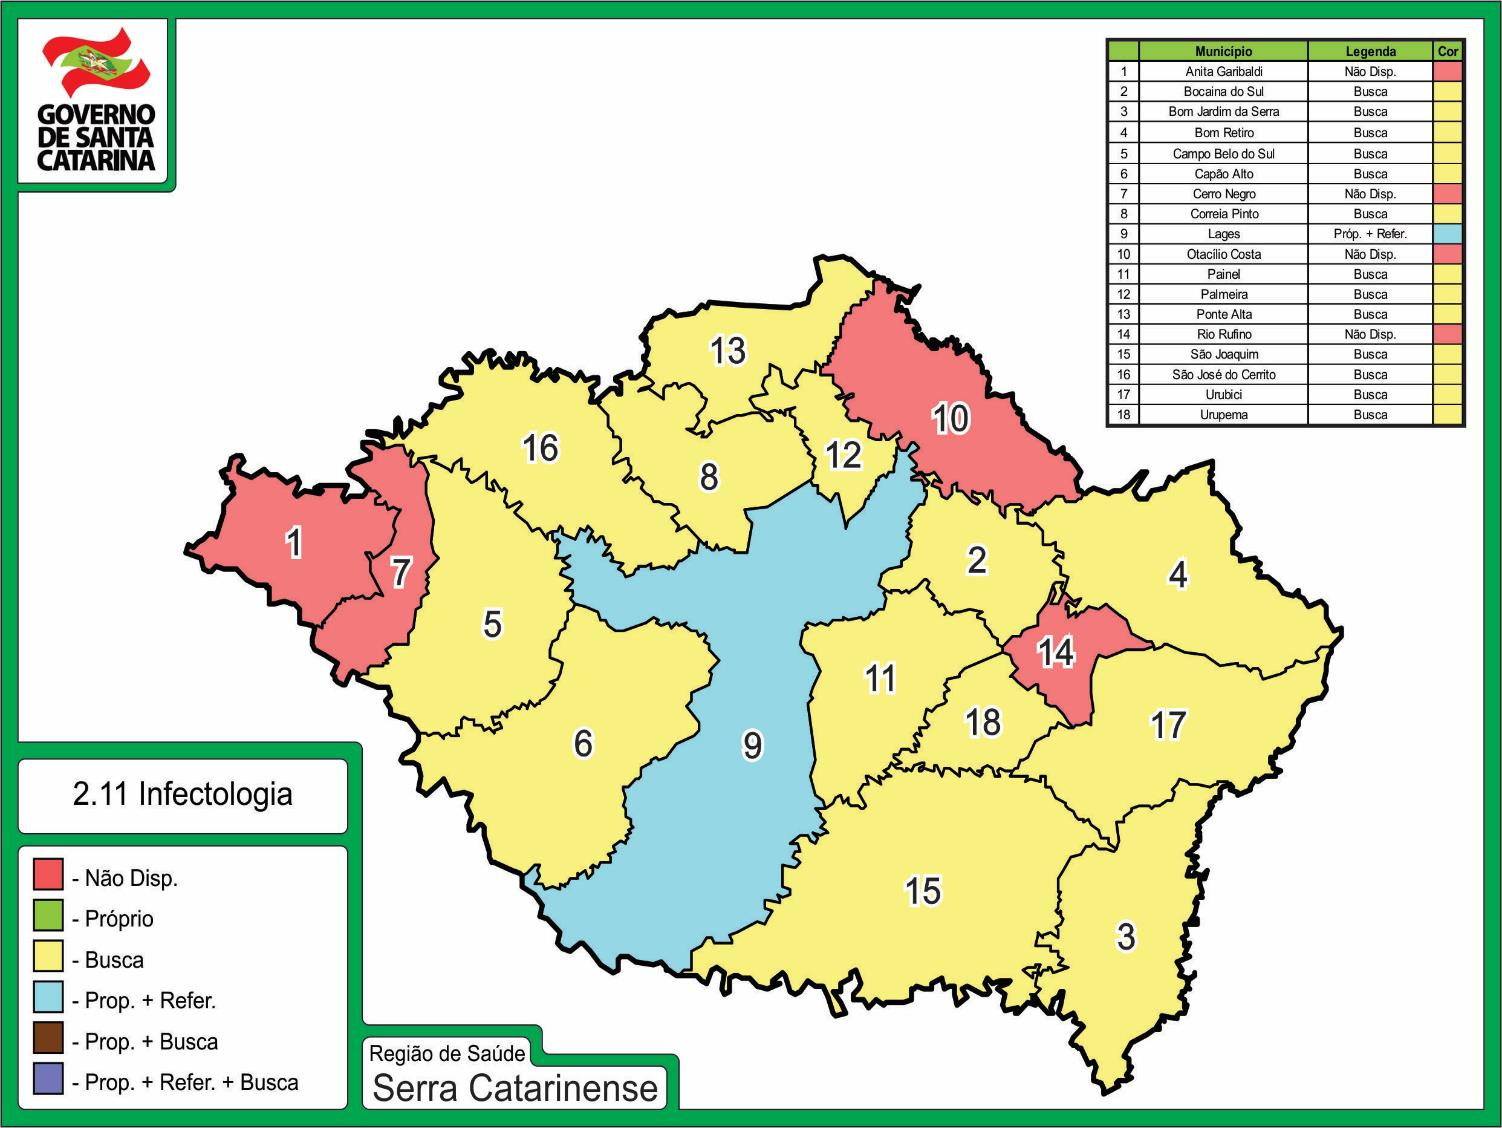 GOVERNO
DE SANTA
CATARINA
Município Legenda Cor
1 Anita Garibaldi Não Disp.
2 Bocaina do Sul Busca
3 Bom Jardim da Serra Busca
4 Bom Retiro Busca
5 Campo Belo do Sul Busca
6 Capão Alto Busca
7 Cerro Negro Não Disp.
8 Correia Pinto Busca
9 Lages Próp. + Refer.
10 Otacílio Costa Não Disp.
11 Painel Busca
12 Palmeira Busca
13 Ponte Alta Busca
14 Rio Rufino Não Disp.
15 São Joaquim Busca
16 São José do Cerrito Busca
17 Urubici Busca
18 Urupema Busca
13
10
16
12
8
1
7
2
4
5
14
11
18
17
6
9
15
3
2.11 Infectologia
- Não Disp.
- Próprio
- Busca
- Prop. + Refer.
- Prop. + Busca
- Prop. + Refer. + Busca
Região de Saúde
Serra Catarinense